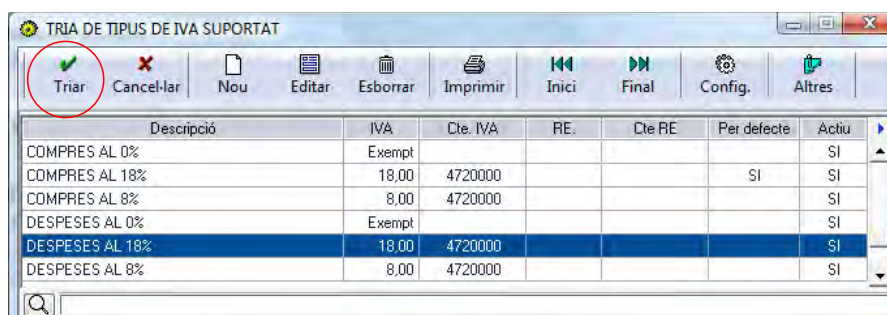 TRIA DE TIPUS DE IVA SUPORTAT
Triar Cancel·lar Nou Editar Esborrar Imprimir Inici Final Config. Altres
Descripció IVA Cte. IVA RE. Cte RE Per defecte Actiu
COMPRES AL 0% Exempt SI
COMPRES AL 18% 18,00 4720000 SI SI
COMPRES AL 8% 8,00 4720000 SI
DESPESES AL 0% Exempt SI
DESPESES AL 18% 18,00 4720000 SI
DESPESES AL 8% 8,00 4720000 SI